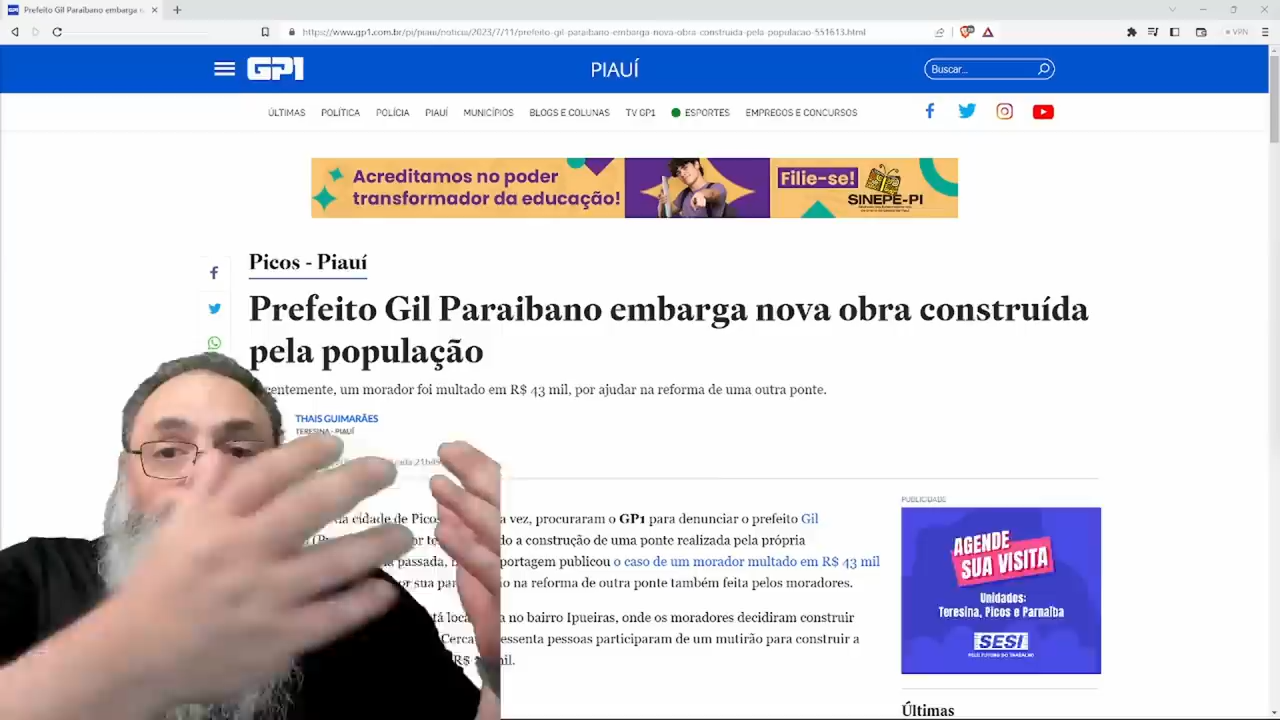 Prefeito Gil Paraibano embarga n
https://www.gp1.com.br/pi/piaui/noticia/2023/7/11/prefeito-gil-paraibano-embarga-nova-obra-construida-pela-populacao-551613.html
VPN
GP1
PIAUÍ
Buscar...
ÚLTIMAS POLÍTICA POLÍCIA PIAUÍ MUNICÍPIOS BLOGS E COLUNAS TV GP1 ESPORTES EMPREGOS E CONCURSOS
Acreditamos no poder
transformador da educação!
Filie-se!
SINEPE-PI
Picos - Piauí
Prefeito Gil Paraibano embarga nova obra construída
pela população
centemente, um morador foi multado em R$ 43 mil, por ajudar na reforma de uma outra ponte.
THAIS GUIMARÃES
TERESINA - PIAUÍ
da cidade de Picos vez, procuraram o GP1 para denunciar o prefeito Gil
a construção de uma ponte realizada pela própria
passada, portagem publicou o caso de um morador multado em R$ 43 mil
por sua na reforma de outra ponte também feita pelos moradores.
no bairro Ipueiras, onde os moradores decidiram construir
Cerca essenta pessoas participaram de um mutirão para construir a
R$ mil.
PUBLICIDADE
AGENDE
SUA VISITA
Unidades:
Teresina, Picos e Parnaíba
SESI
PELO FUTURO DO TRABALHO
Últimas